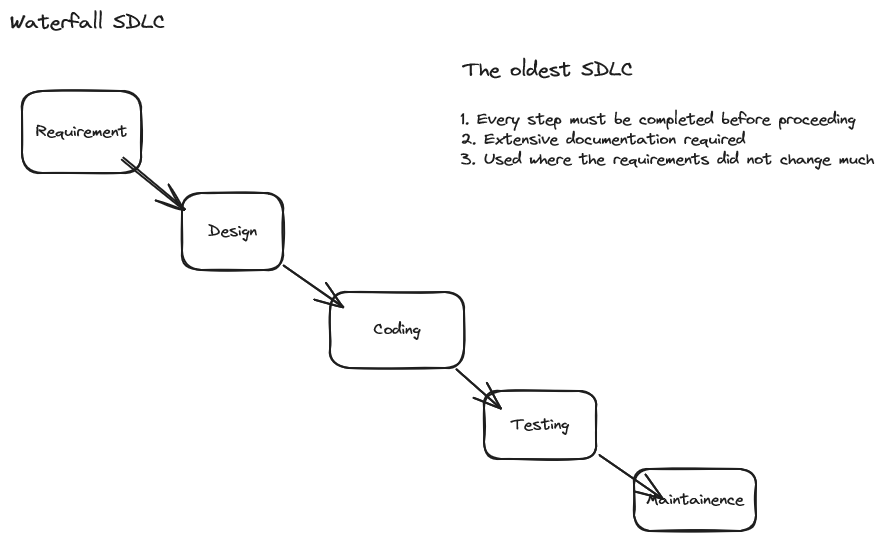 Waterfall SDLC
The oldest SDLC
1. Every step must be completed before proceeding
2. Extensive documentation required
3. Used where the requirements did not change much
Requirement
Design
Coding
Testing
Maintainence